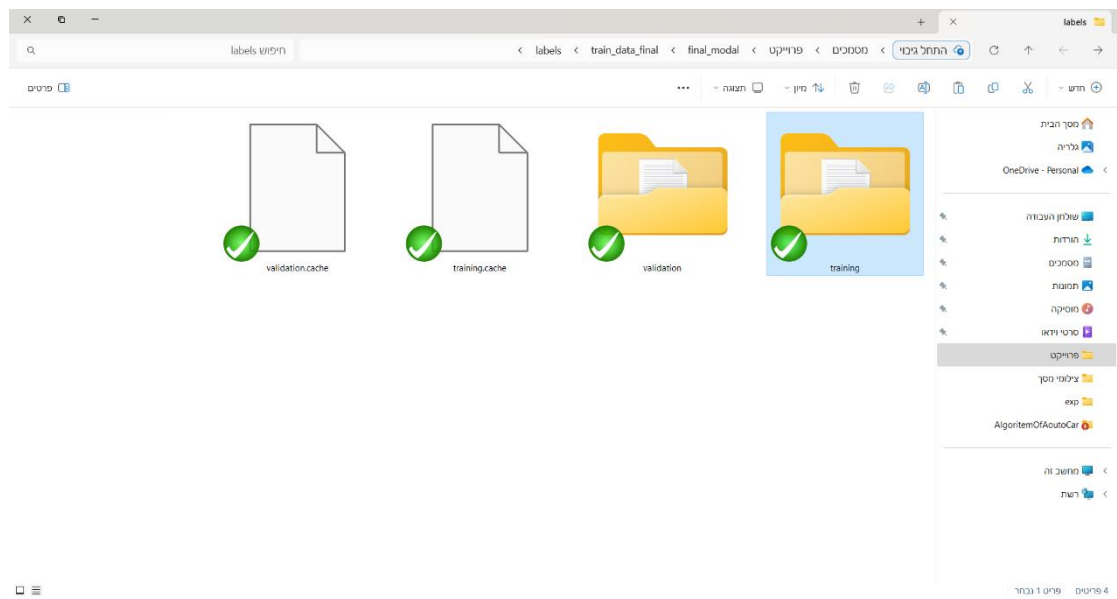 labels
התחל גיבוי > מסמכים > פרוייקט > final_modal > train_data_final > labels >
חיפוש labels
חדש
מיון
תצוגה
...
פרטים
מסך הבית
גלריה
OneDrive - Personal
שולחן העבודה
הורדות
מסמכים
תמונות
מוסיקה
סרטי וידאו
פרוייקט
צילומי מסך
exp
AlgoritemOfAoutoCar
מחשב זה
רשת
training
validation
training.cache
validation.cache
4 פריטים פריט 1 נבחר